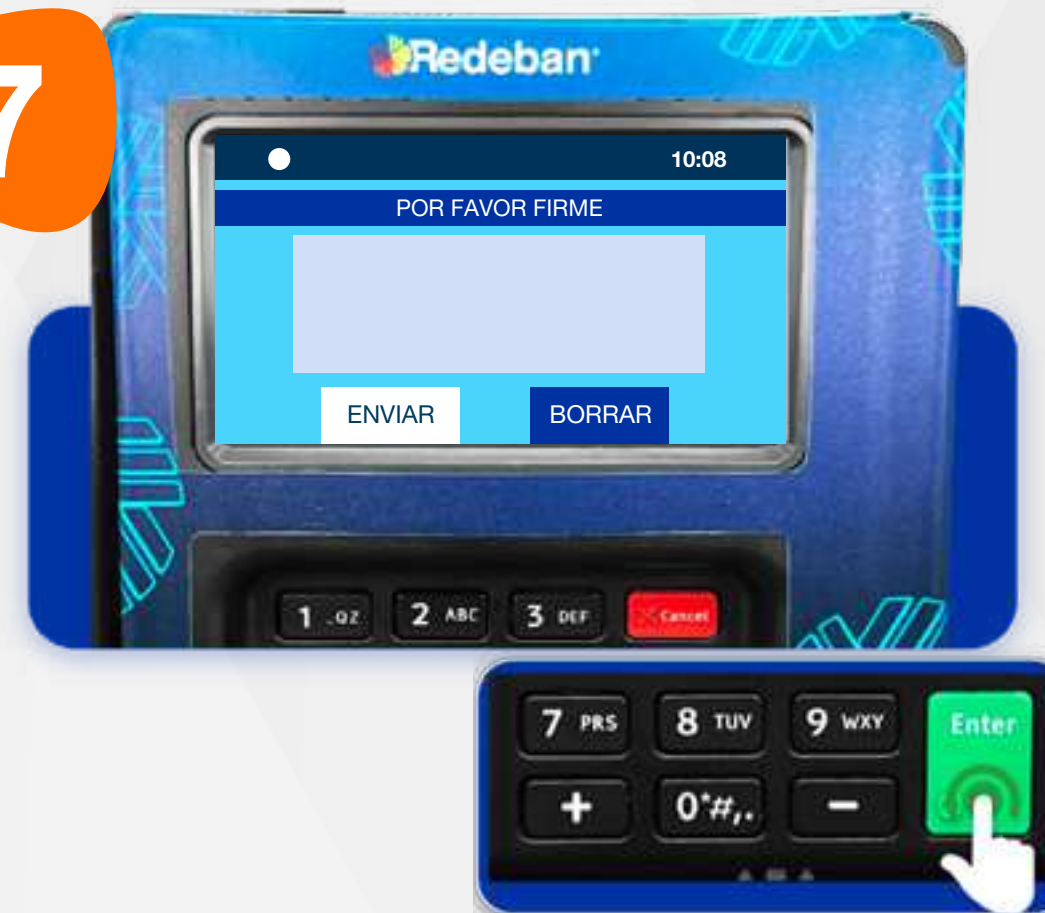 7
Redeban
10:08
POR FAVOR FIRME
ENVIAR BORRAR
1 .QZ 2 ABC 3 DEF Cancel
7 PRS 8 TUV 9 WXY Enter
+ 0*#,. -